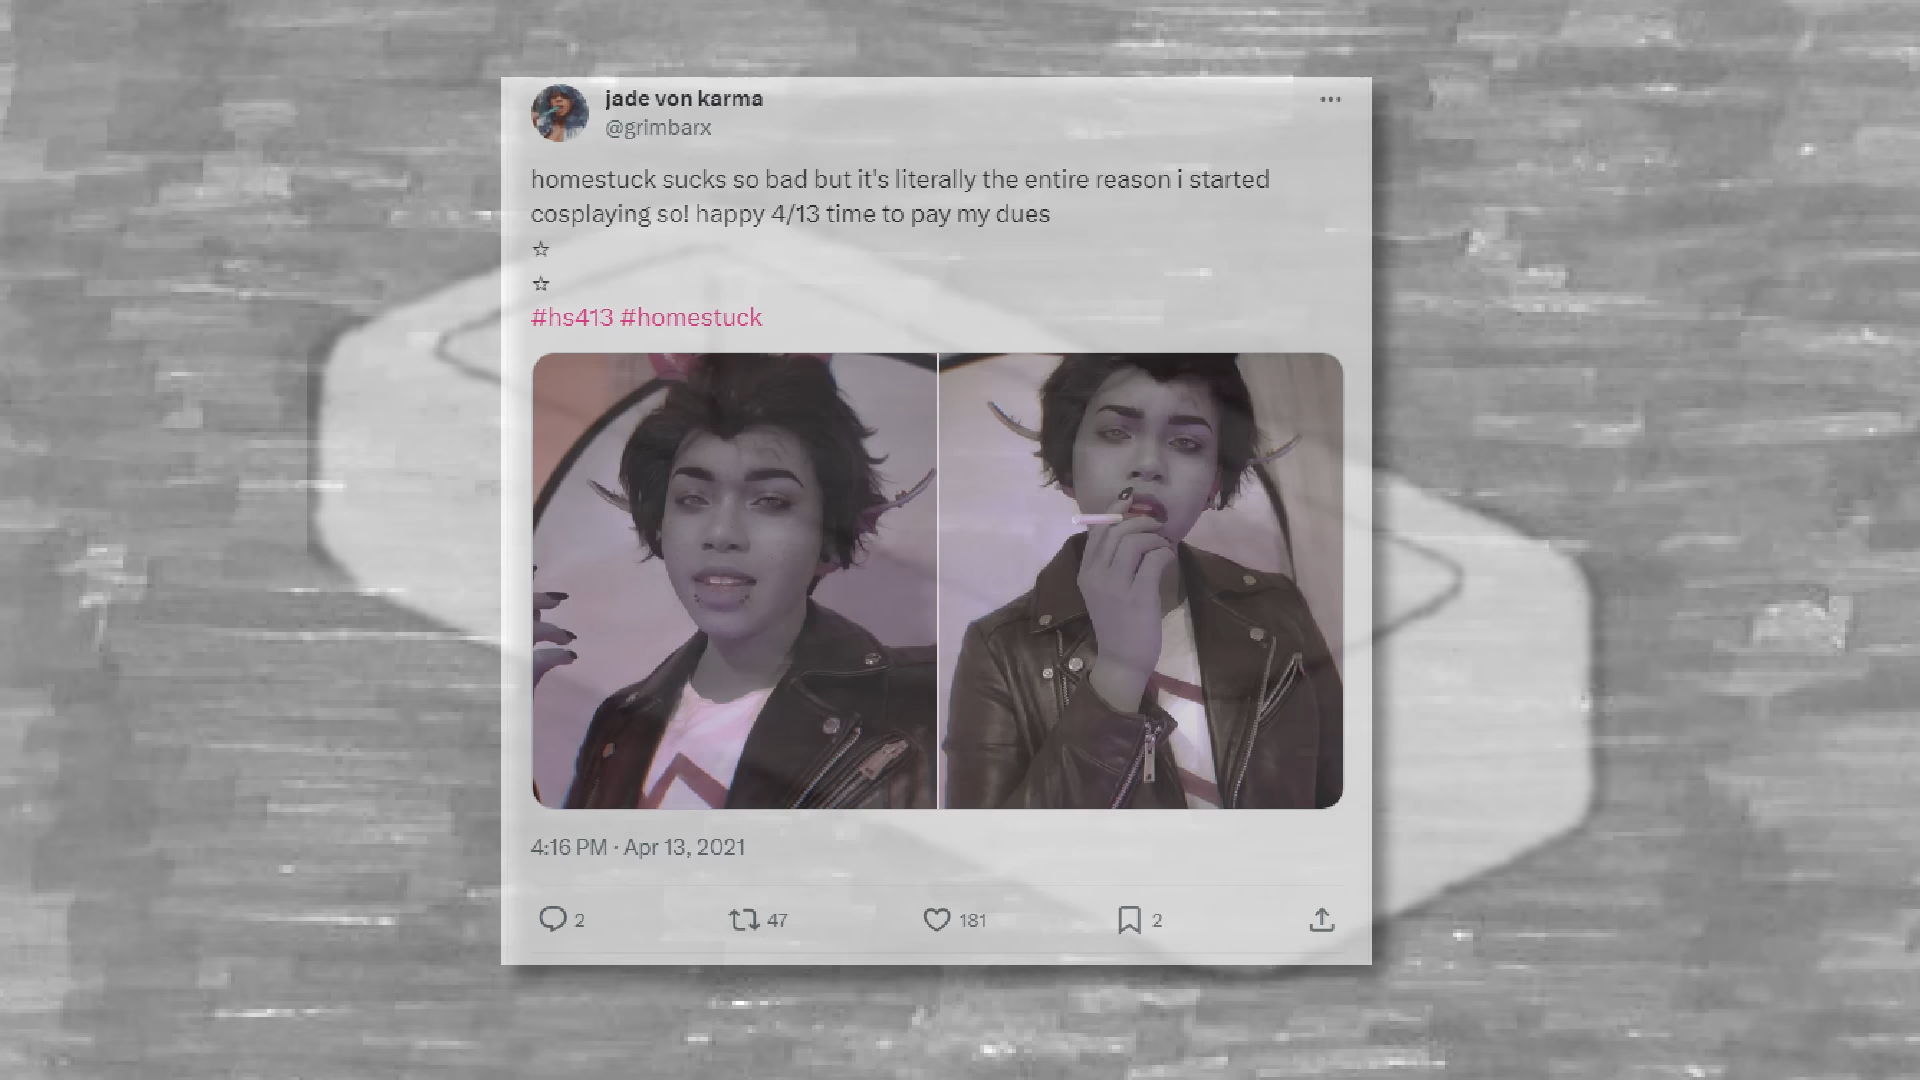 jade von karma
@grimbarx
homestuck sucks so bad but it's literally the entire reason i started
cosplaying so! happy 4/13 time to pay my dues
☆
☆
#hs413 #homestuck
4:16 PM · Apr 13, 2021
2 47 181 2